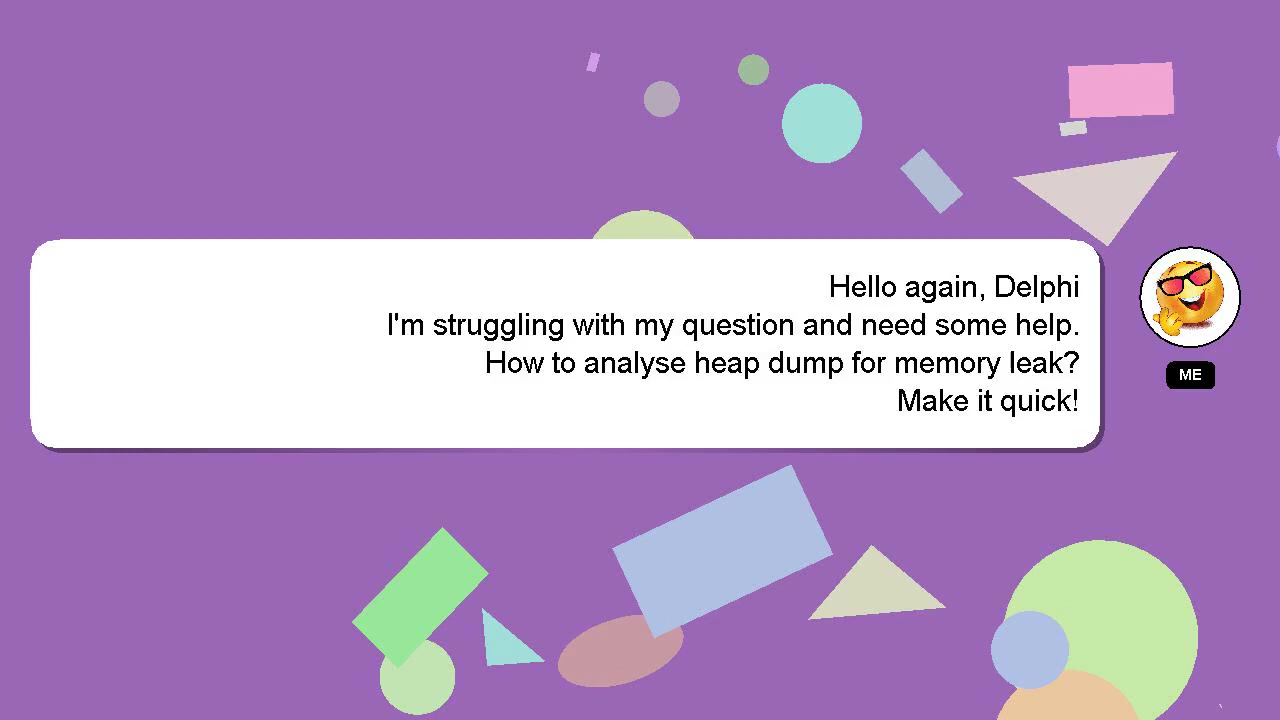 Hello again, Delphi
I'm struggling with my question and need some help.
How to analyse heap dump for memory leak?
Make it quick!
ME